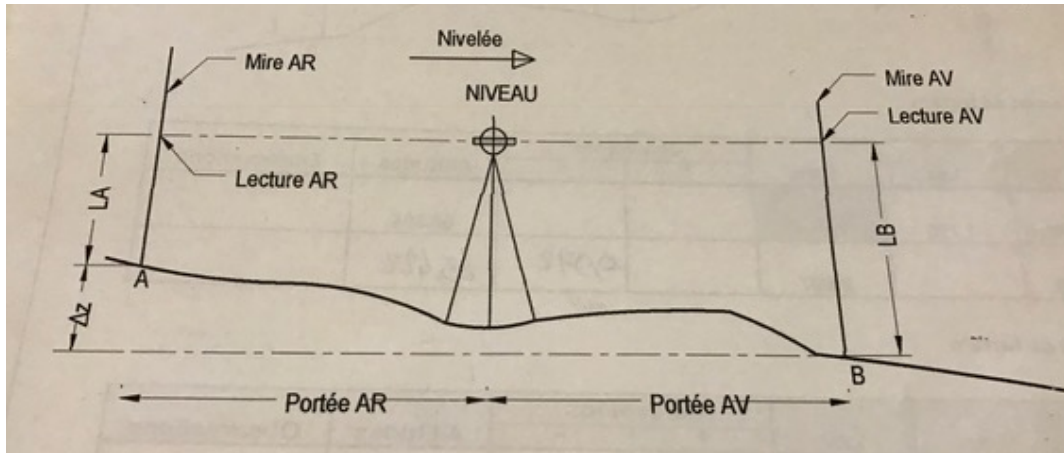 Nivelée
Mire AR
Mire AV
NIVEAU
Lecture AV
Lecture AR
LA
LB
A
Δz
B
Portée AR
Portée AV